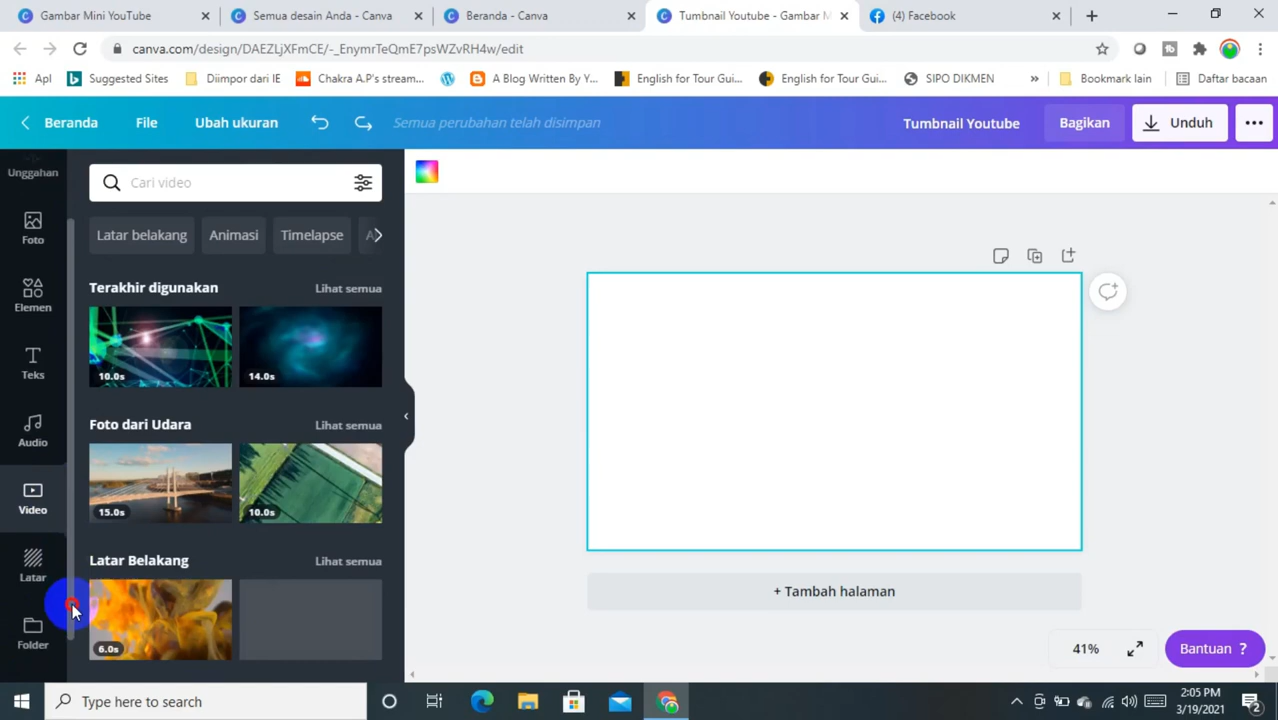 Gambar Mini YouTube
Semua desain Anda - Canva
Beranda - Canva
Tumbnail Youtube - Gambar M
(4) Facebook
canva.com/design/DAEZLjXFmCE/-_EnymrTeQmE7psWZvRH4w/edit
Apl
Suggested Sites
Diimpor dari IE
Chakra A.P's stream...
A Blog Written By Y...
English for Tour Gui...
English for Tour Gui...
SIPO DIKMEN
»
Bookmark lain
Daftar bacaan
Beranda
File
Ubah ukuran
Semua perubahan telah disimpan
Tumbnail Youtube
Bagikan
Unduh
Unggahan
Foto
Elemen
Teks
Audio
Video
Latar
Folder
Cari video
Latar belakang
Animasi
Timelapse
A
Terakhir digunakan
Lihat semua
10.0s
14.0s
Foto dari Udara
Lihat semua
15.0s
10.0s
Latar Belakang
Lihat semua
6.0s
+ Tambah halaman
41%
Bantuan ?
Type here to search
2:05 PM
3/19/2021
2